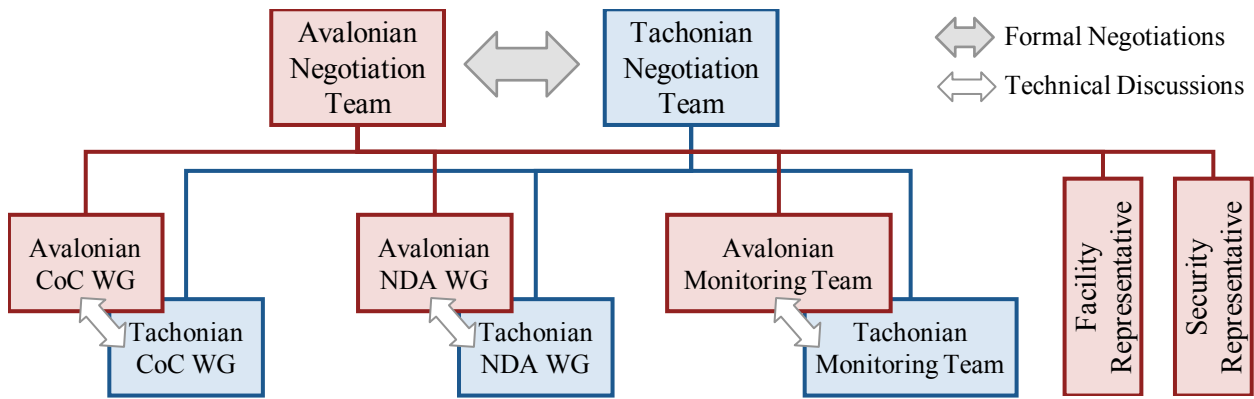 Avalonian
Negotiation
Team
Tachonian
Negotiation
Team
Formal Negotiations
Technical Discussions
Avalonian
CoC WG
Tachonian
CoC WG
Avalonian
NDA WG
Tachonian
NDA WG
Avalonian
Monitoring Team
Tachonian
Monitoring Team
Facility
Representative
Security
Representative